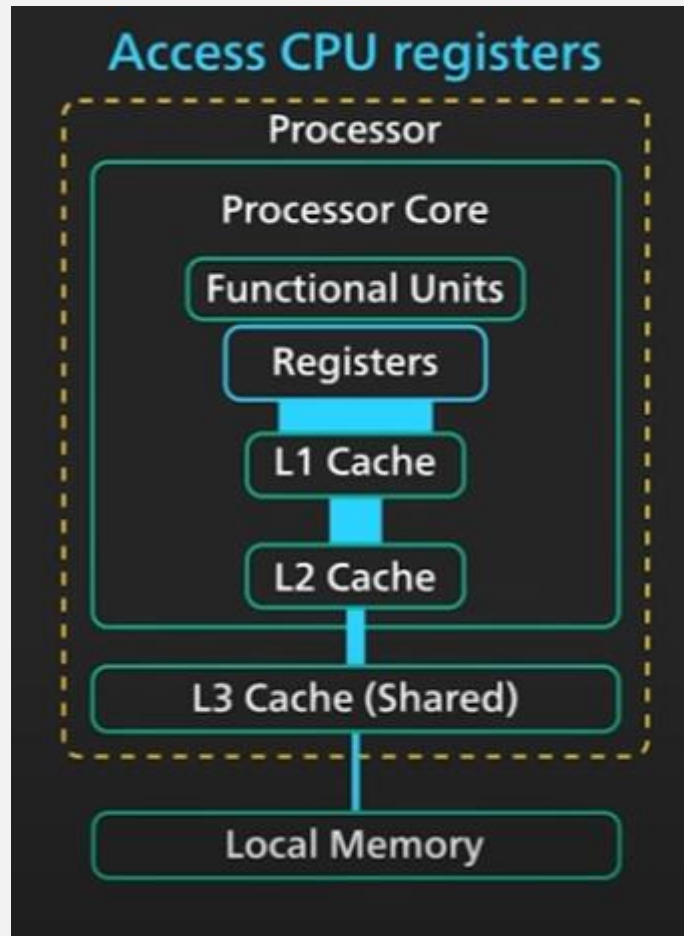 Access CPU registers
Processor
Processor Core
Functional Units
Registers
L1 Cache
L2 Cache
L3 Cache (Shared)
Local Memory